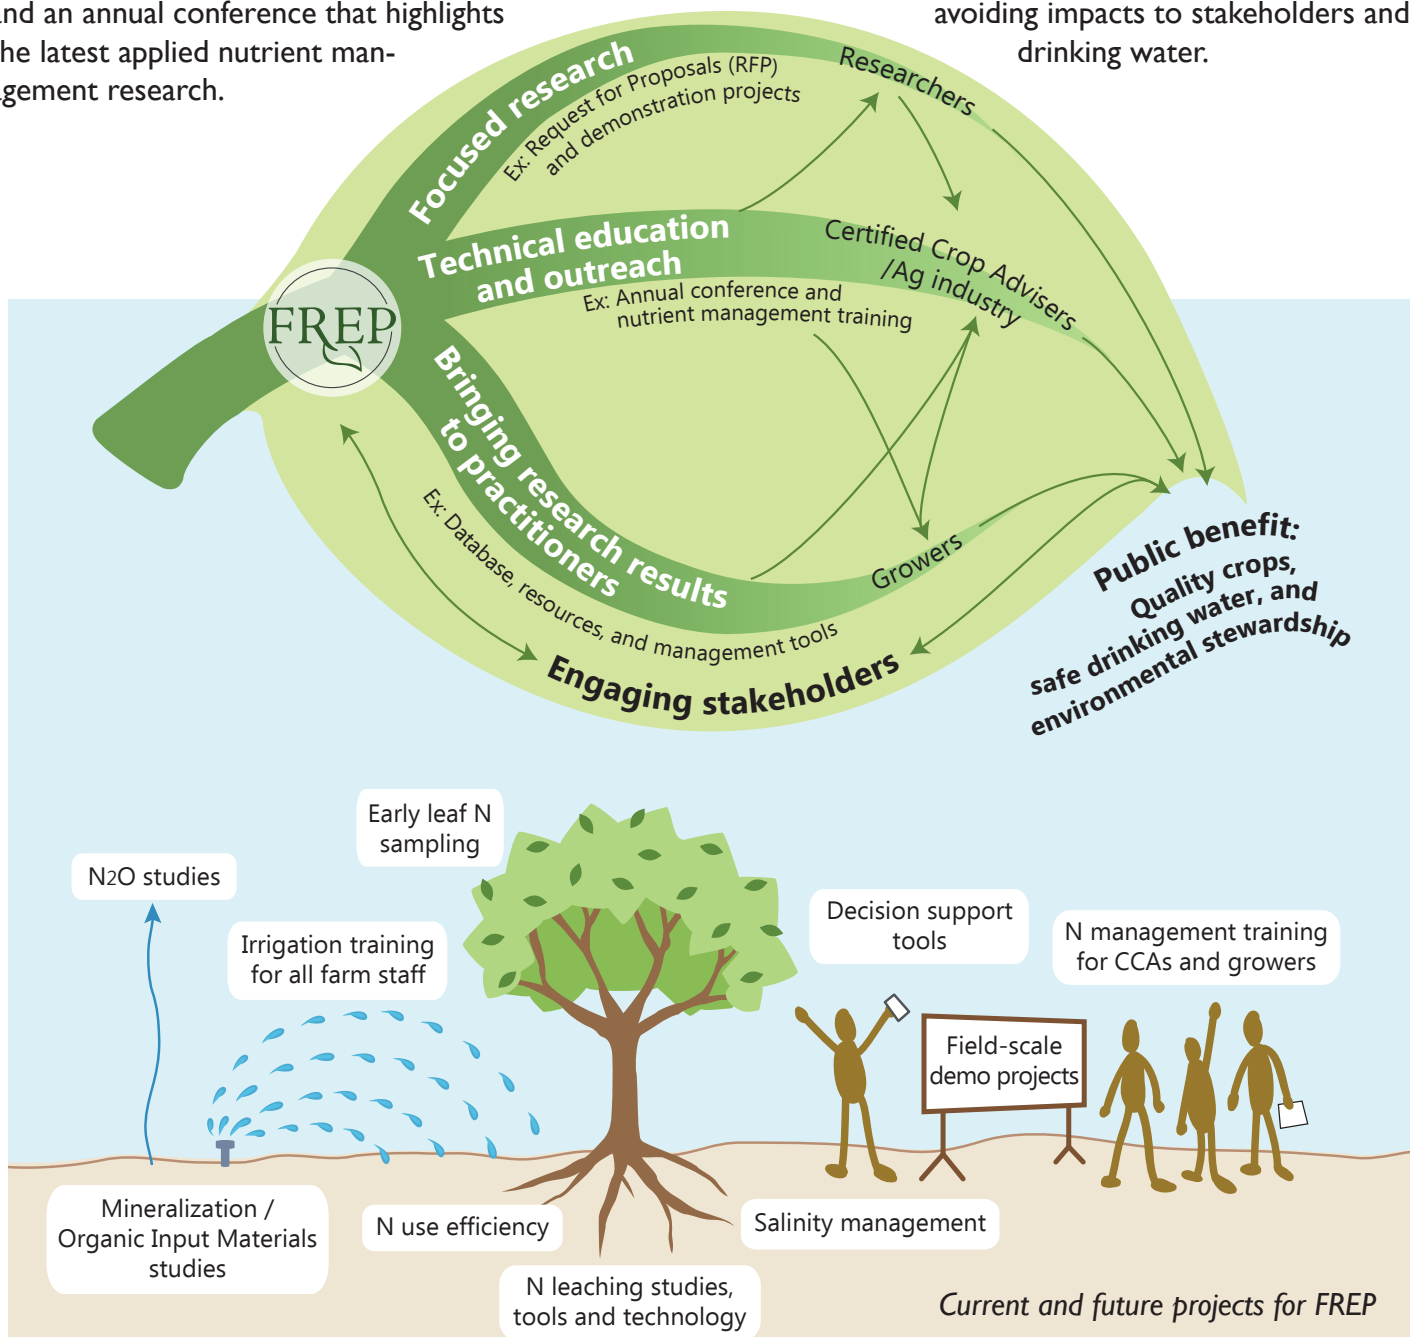 and an annual conference that highlights
the latest applied nutrient man-
agement research.
avoiding impacts to stakeholders and
drinking water.
Focused research
Ex: Request for Proposals (RFP)
and demonstration projects
Researchers
Technical education
and outreach
Ex: Annual conference and
nutrient management training
Certified Crop Advisers
/Ag industry
FREP
Bringing research results
to practitioners
Ex: Database, resources, and management tools
Growers
Engaging stakeholders
Public benefit:
Quality crops,
safe drinking water, and
environmental stewardship
Early leaf N
sampling
N2O studies
Irrigation training
for all farm staff
Decision support
tools
N management training
for CCAs and growers
Field-scale
demo projects
Mineralization /
Organic Input Materials
studies
N use efficiency
Salinity management
N leaching studies,
tools and technology
Current and future projects for FREP